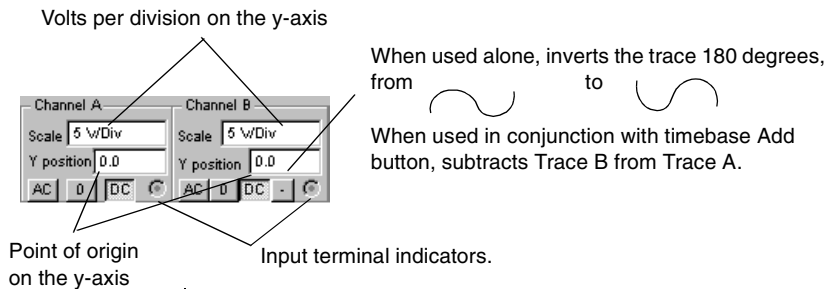 Volts per division on the y-axis
When used alone, inverts the trace 180 degrees,
from to
When used in conjunction with timebase Add
button, subtracts Trace B from Trace A.
Channel A Channel B
Scale 5 V/Div Scale 5 V/Div
Y position 0.0 Y position 0.0
AC 0 DC AC 0 DC -
Point of origin
on the y-axis
Input terminal indicators.